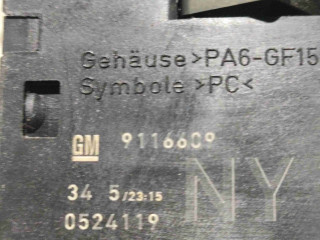 Gehäuse >PA6-GF15
Symbole >PC<
GM 9116609
34 5/23:15
0524119
NY